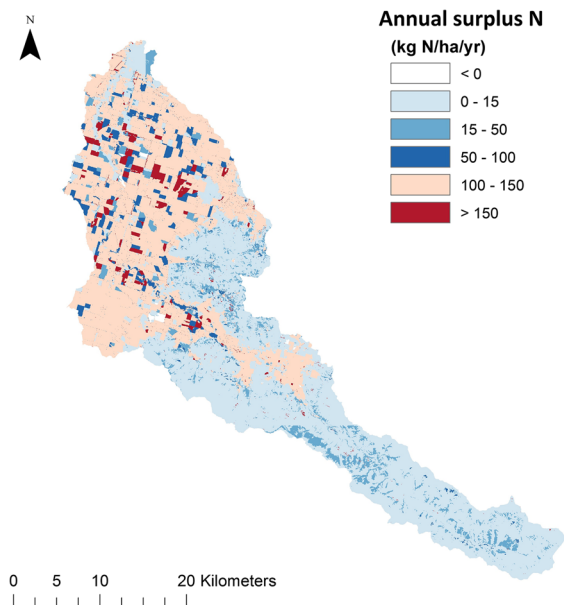 N
Annual surplus N
(kg N/ha/yr)
< 0
0 - 15
15 - 50
50 - 100
100 - 150
> 150
0 5 10 20 Kilometers